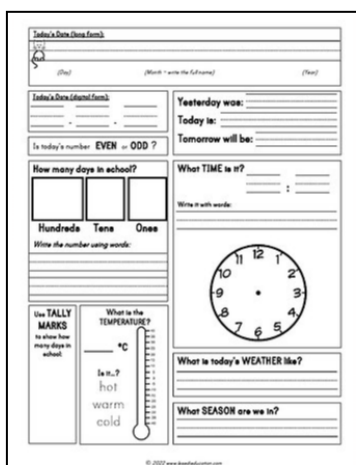 Today's Date (long form):
(Day) (Month - write the full name) (Year)
Today's Date (digital form):
Is today's number EVEN or ODD ?
Yesterday was:
Today is:
Tomorrow will be:
How many days in school?
Hundreds Tens Ones
Write the number using words:
What TIME is it?
:
Write it with words:
12
11 1
10 2
9 3
8 4
7 5
6
Use TALLY
MARKS
to show how
many days in
school:
What is the
TEMPERATURE?
°C
Is it..?
hot
warm
cold
What is today's WEATHER like?
What SEASON are we in?